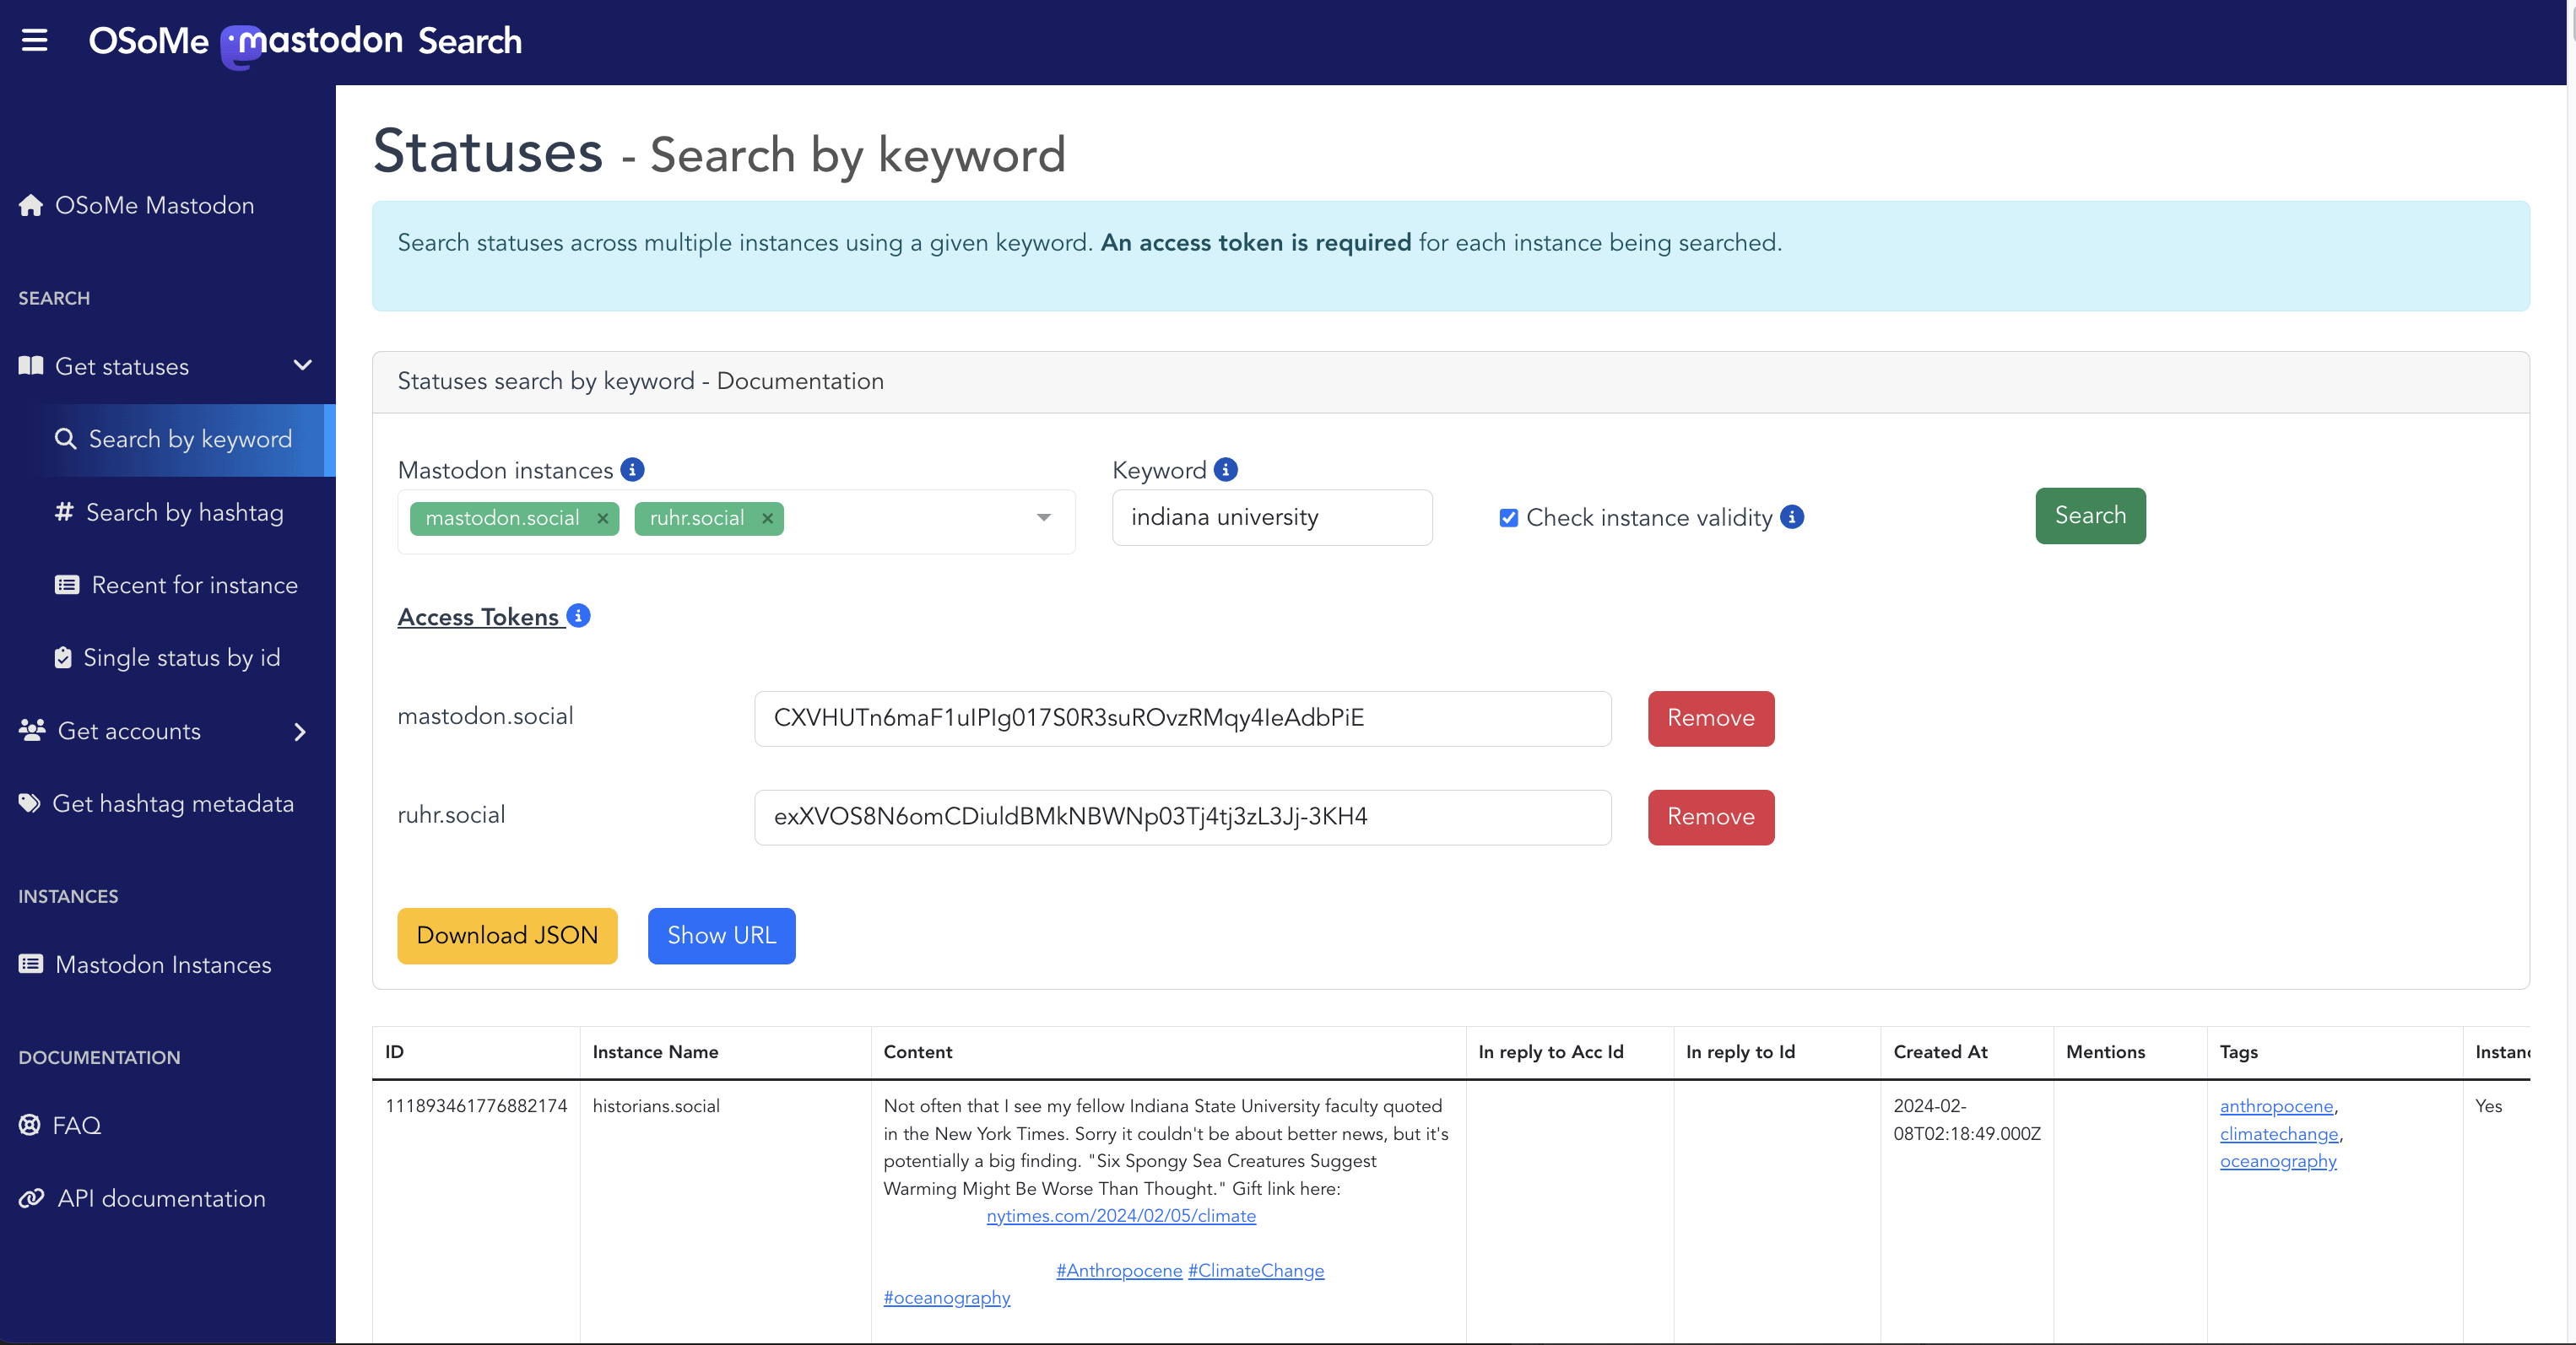 OSoMe mastodon Search
OSoMe Mastodon
SEARCH
Get statuses
Search by keyword
Search by hashtag
Recent for instance
Single status by id
Get accounts
Get hashtag metadata
INSTANCES
Mastodon Instances
DOCUMENTATION
FAQ
API documentation
Statuses - Search by keyword
Search statuses across multiple instances using a given keyword. An access token is required for each instance being searched.
Statuses search by keyword - Documentation
Mastodon instances
mastodon.social × ruhr.social ×
Keyword
indiana university
Check instance validity
Search
Access Tokens
mastodon.social CXVHUTn6maF1uIPIg017S0R3suROvzRMqy4IeAdbPiE Remove
ruhr.social exXVOS8N6omCDiuldBMkNBWNp03Tj4tj3zL3Jj-3KH4 Remove
Download JSON Show URL
ID Instance Name Content In reply to Acc Id In reply to Id Created At Mentions Tags Instanc
111893461776882174
historians.social
Not often that I see my fellow Indiana State University faculty quoted
in the New York Times. Sorry it couldn't be about better news, but it's
potentially a big finding. "Six Spongy Sea Creatures Suggest
Warming Might Be Worse Than Thought." Gift link here:
nytimes.com/2024/02/05/climate
#Anthropocene #ClimateChange
#oceanography
2024-02-
08T02:18:49.000Z
anthropocene,
climatechange,
oceanography
Yes